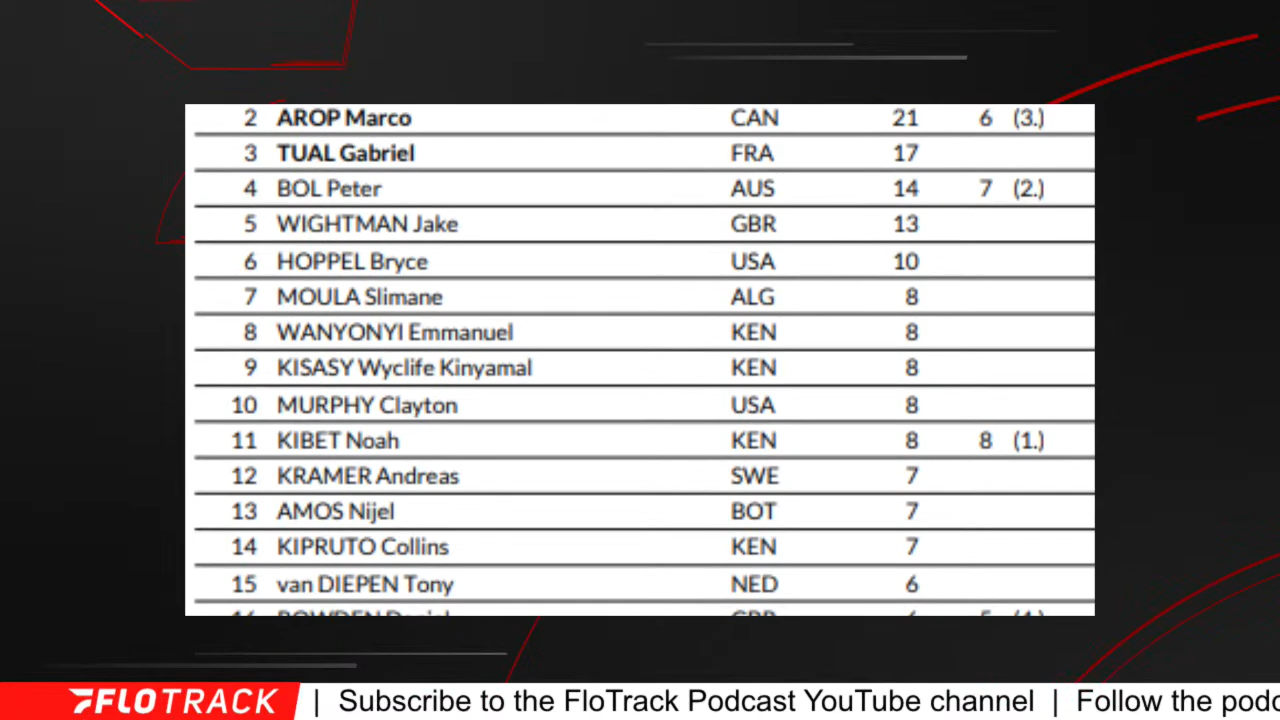 2 AROP Marco CAN 21 6 (3.)
3 TUAL Gabriel FRA 17
4 BOL Peter AUS 14 7 (2.)
5 WIGHTMAN Jake GBR 13
6 HOPPEL Bryce USA 10
7 MOULA Slimane ALG 8
8 WANYONYI Emmanuel KEN 8
9 KISASY Wyclife Kinyamal KEN 8
10 MURPHY Clayton USA 8
11 KIBET Noah KEN 8 8 (1.)
12 KRAMER Andreas SWE 7
13 AMOS Nijel BOT 7
14 KIPRUTO Collins KEN 7
15 van DIEPEN Tony NED 6
FLOTRACK | Subscribe to the FloTrack Podcast YouTube channel | Follow the